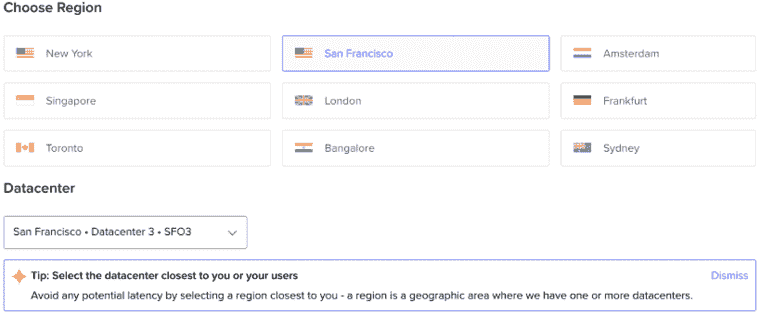 Choose Region
New York
San Francisco
Amsterdam
Singapore
London
Frankfurt
Toronto
Bangalore
Sydney
Datacenter
San Francisco • Datacenter 3 • SFO3
Tip: Select the datacenter closest to you or your users
Dismiss
Avoid any potential latency by selecting a region closest to you - a region is a geographic area where we have one or more datacenters.